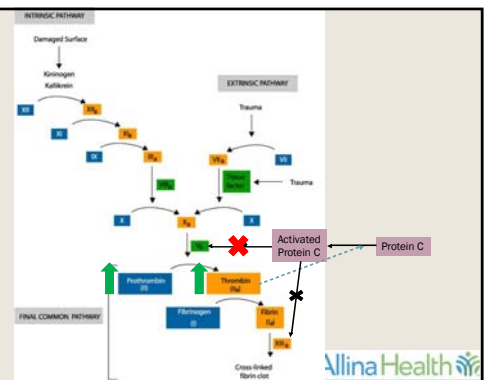 INTRINSIC PATHWAY
Damaged Surface
Kininogen
Kallikrein
EXTRINSIC PATHWAY
Trauma
XII
XIIa
XI
XIa
IX
VIIa
VII
Tissue
Factor
Trauma
X
Xa
X
Activated
Protein C
Protein C
Prothrombin
(II)
Thrombin
(IIa)
FINAL COMMON PATHWAY
Fibrinogen
(I)
Fibrin
(Ia)
XIIIa
Cross-linked
fibrin clot
Allina Health